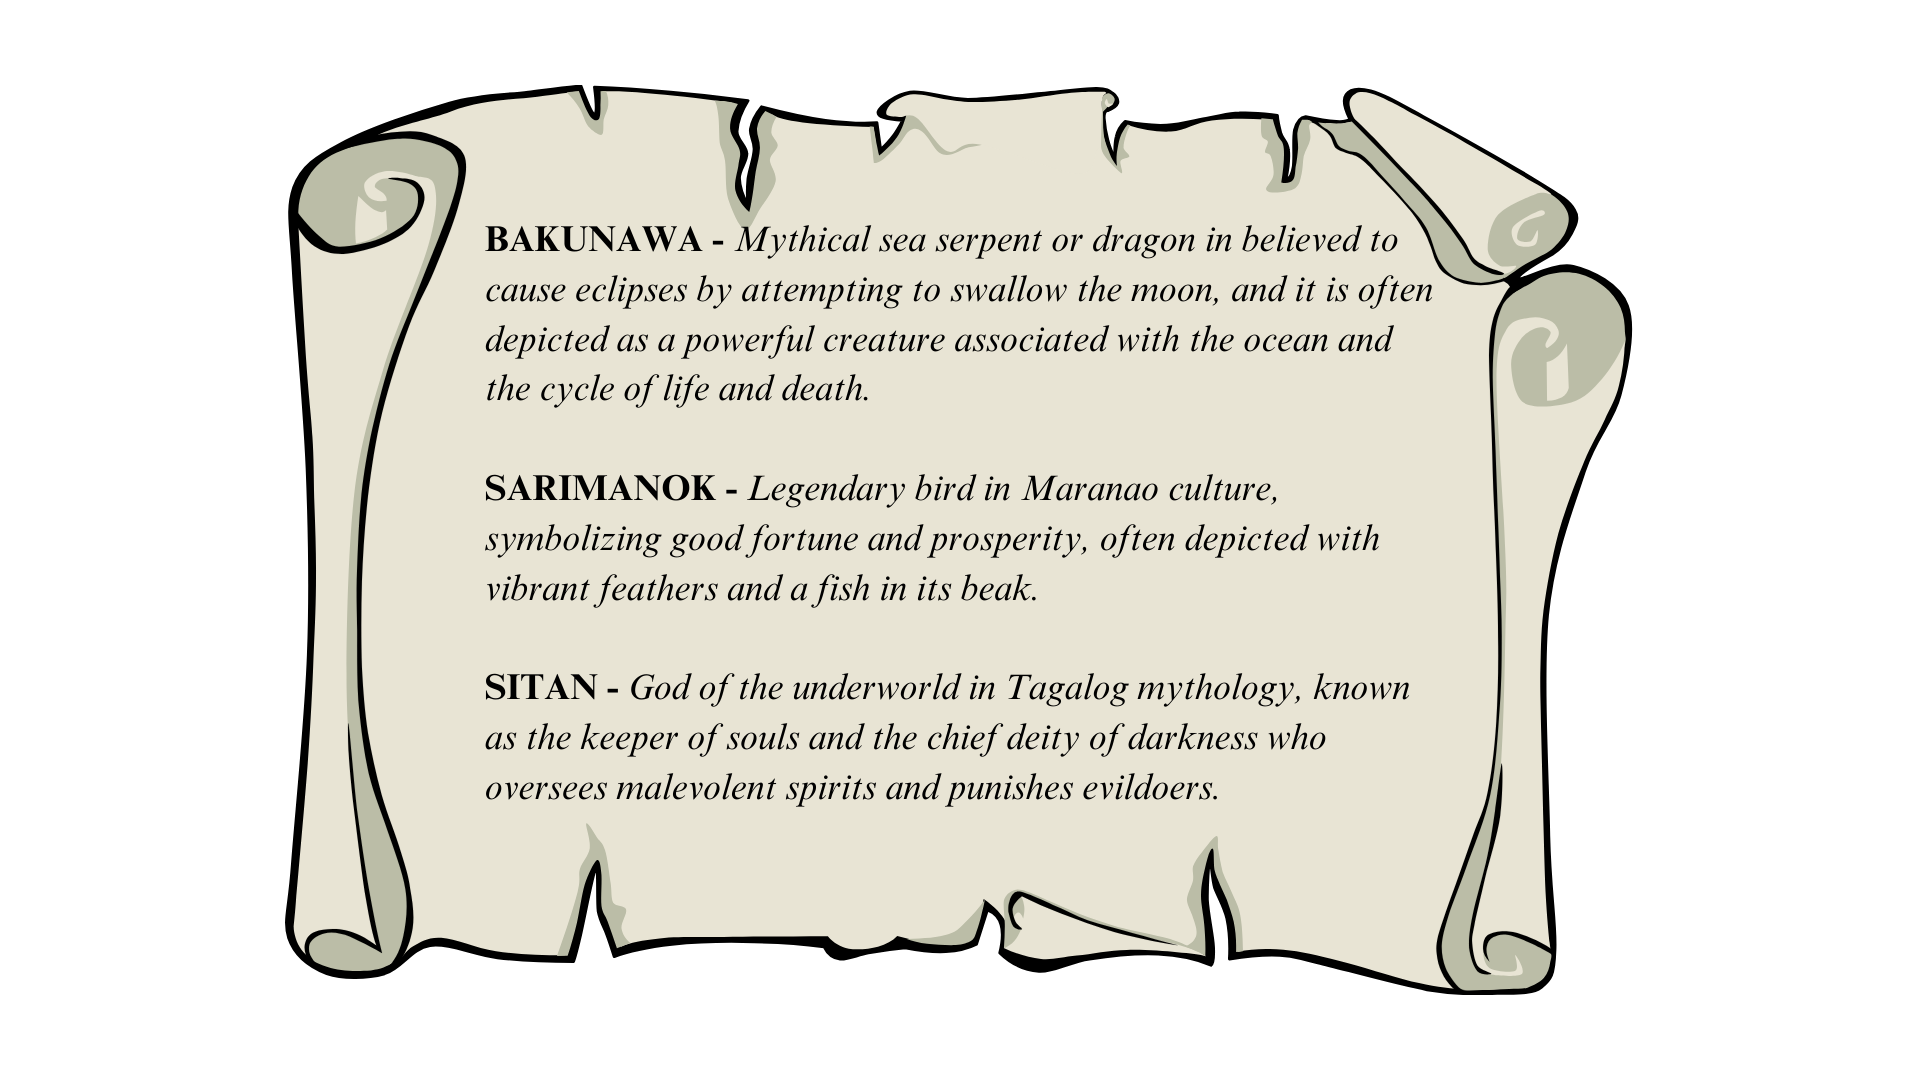 BAKUNAWA - Mythical sea serpent or dragon in believed to
cause eclipses by attempting to swallow the moon, and it is often
depicted as a powerful creature associated with the ocean and
the cycle of life and death.
SARIMANOK - Legendary bird in Maranao culture,
symbolizing good fortune and prosperity, often depicted with
vibrant feathers and a fish in its beak.
SITAN - God of the underworld in Tagalog mythology, known
as the keeper of souls and the chief deity of darkness who
oversees malevolent spirits and punishes evildoers.